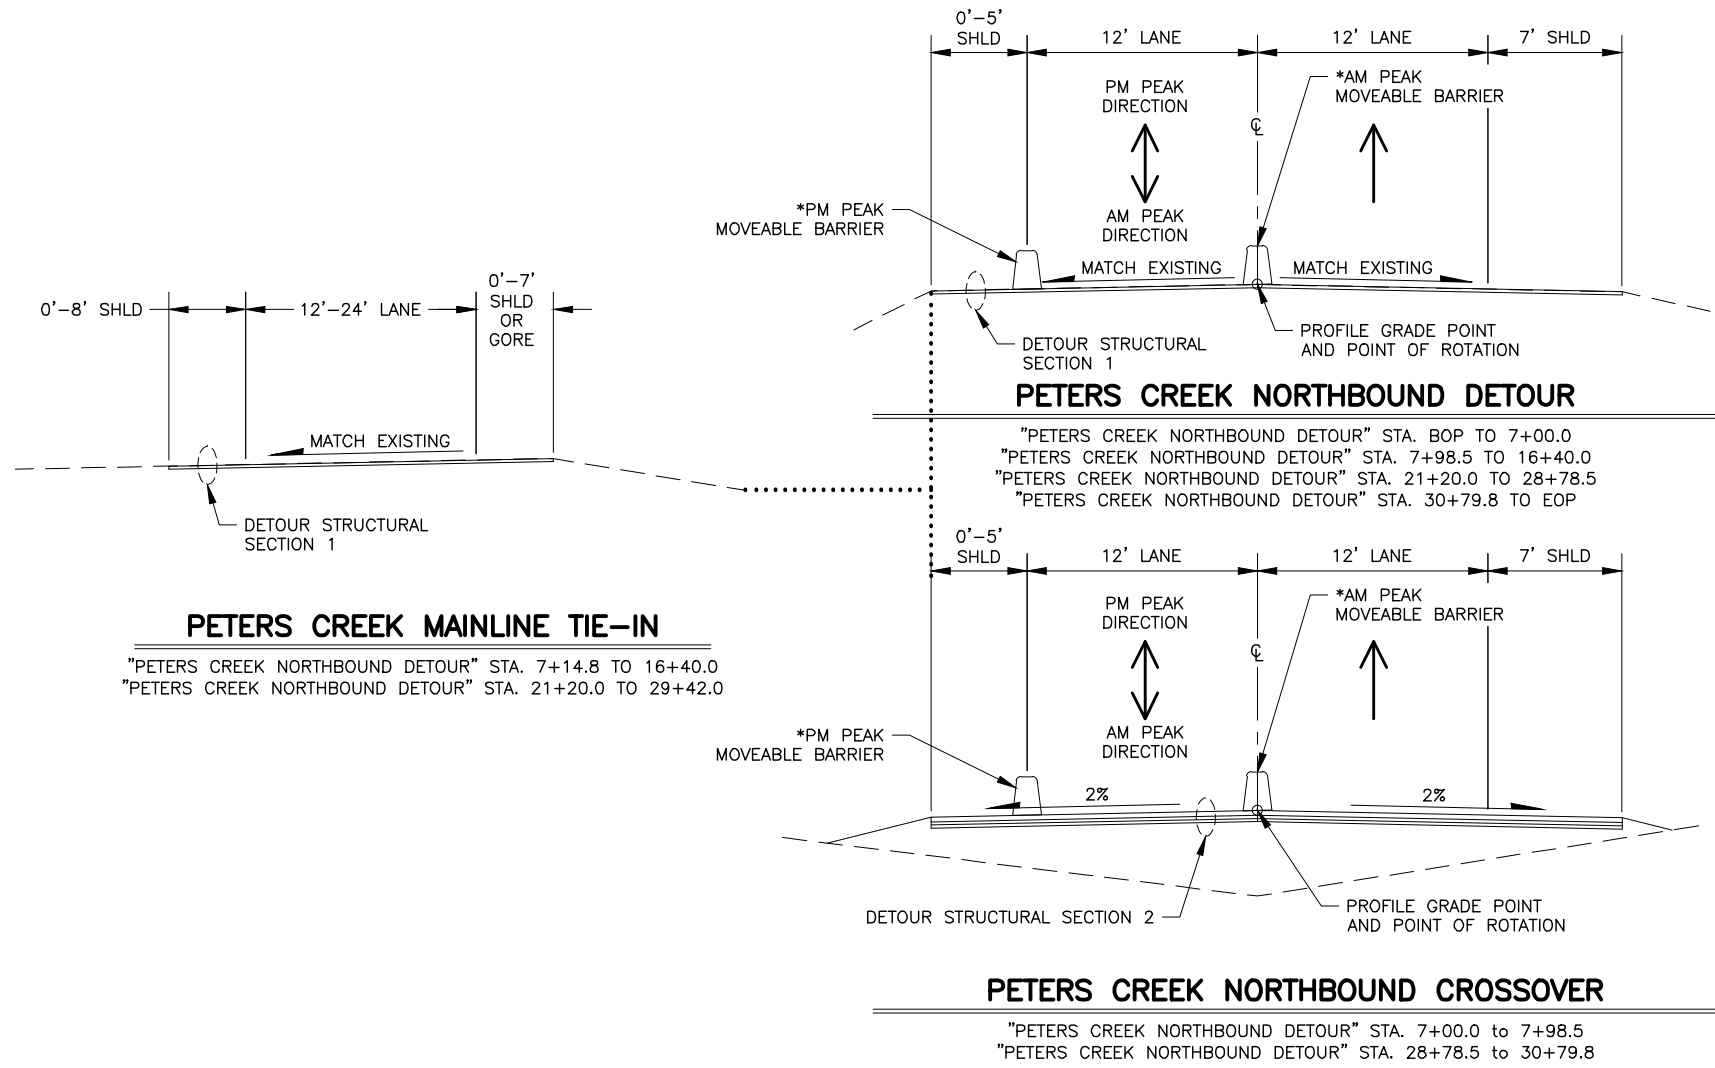 0'-8' SHLD
12'-24' LANE
0'-7'
SHLD
OR
GORE
MATCH EXISTING
DETOUR STRUCTURAL
SECTION 1
PETERS CREEK MAINLINE TIE-IN
"PETERS CREEK NORTHBOUND DETOUR" STA. 7+14.8 TO 16+40.0
"PETERS CREEK NORTHBOUND DETOUR" STA. 21+20.0 TO 29+42.0
0'-5'
SHLD
12' LANE
12' LANE
7' SHLD
PM PEAK
DIRECTION
*AM PEAK
MOVEABLE BARRIER
℄
*PM PEAK
MOVEABLE BARRIER
AM PEAK
DIRECTION
MATCH EXISTING
MATCH EXISTING
DETOUR STRUCTURAL
SECTION 1
PROFILE GRADE POINT
AND POINT OF ROTATION
PETERS CREEK NORTHBOUND DETOUR
"PETERS CREEK NORTHBOUND DETOUR" STA. BOP TO 7+00.0
"PETERS CREEK NORTHBOUND DETOUR" STA. 7+98.5 TO 16+40.0
"PETERS CREEK NORTHBOUND DETOUR" STA. 21+20.0 TO 28+78.5
"PETERS CREEK NORTHBOUND DETOUR" STA. 30+79.8 TO EOP
0'-5'
SHLD
12' LANE
12' LANE
7' SHLD
PM PEAK
DIRECTION
*AM PEAK
MOVEABLE BARRIER
℄
*PM PEAK
MOVEABLE BARRIER
AM PEAK
DIRECTION
2%
2%
DETOUR STRUCTURAL SECTION 2
PROFILE GRADE POINT
AND POINT OF ROTATION
PETERS CREEK NORTHBOUND CROSSOVER
"PETERS CREEK NORTHBOUND DETOUR" STA. 7+00.0 to 7+98.5
"PETERS CREEK NORTHBOUND DETOUR" STA. 28+78.5 to 30+79.8